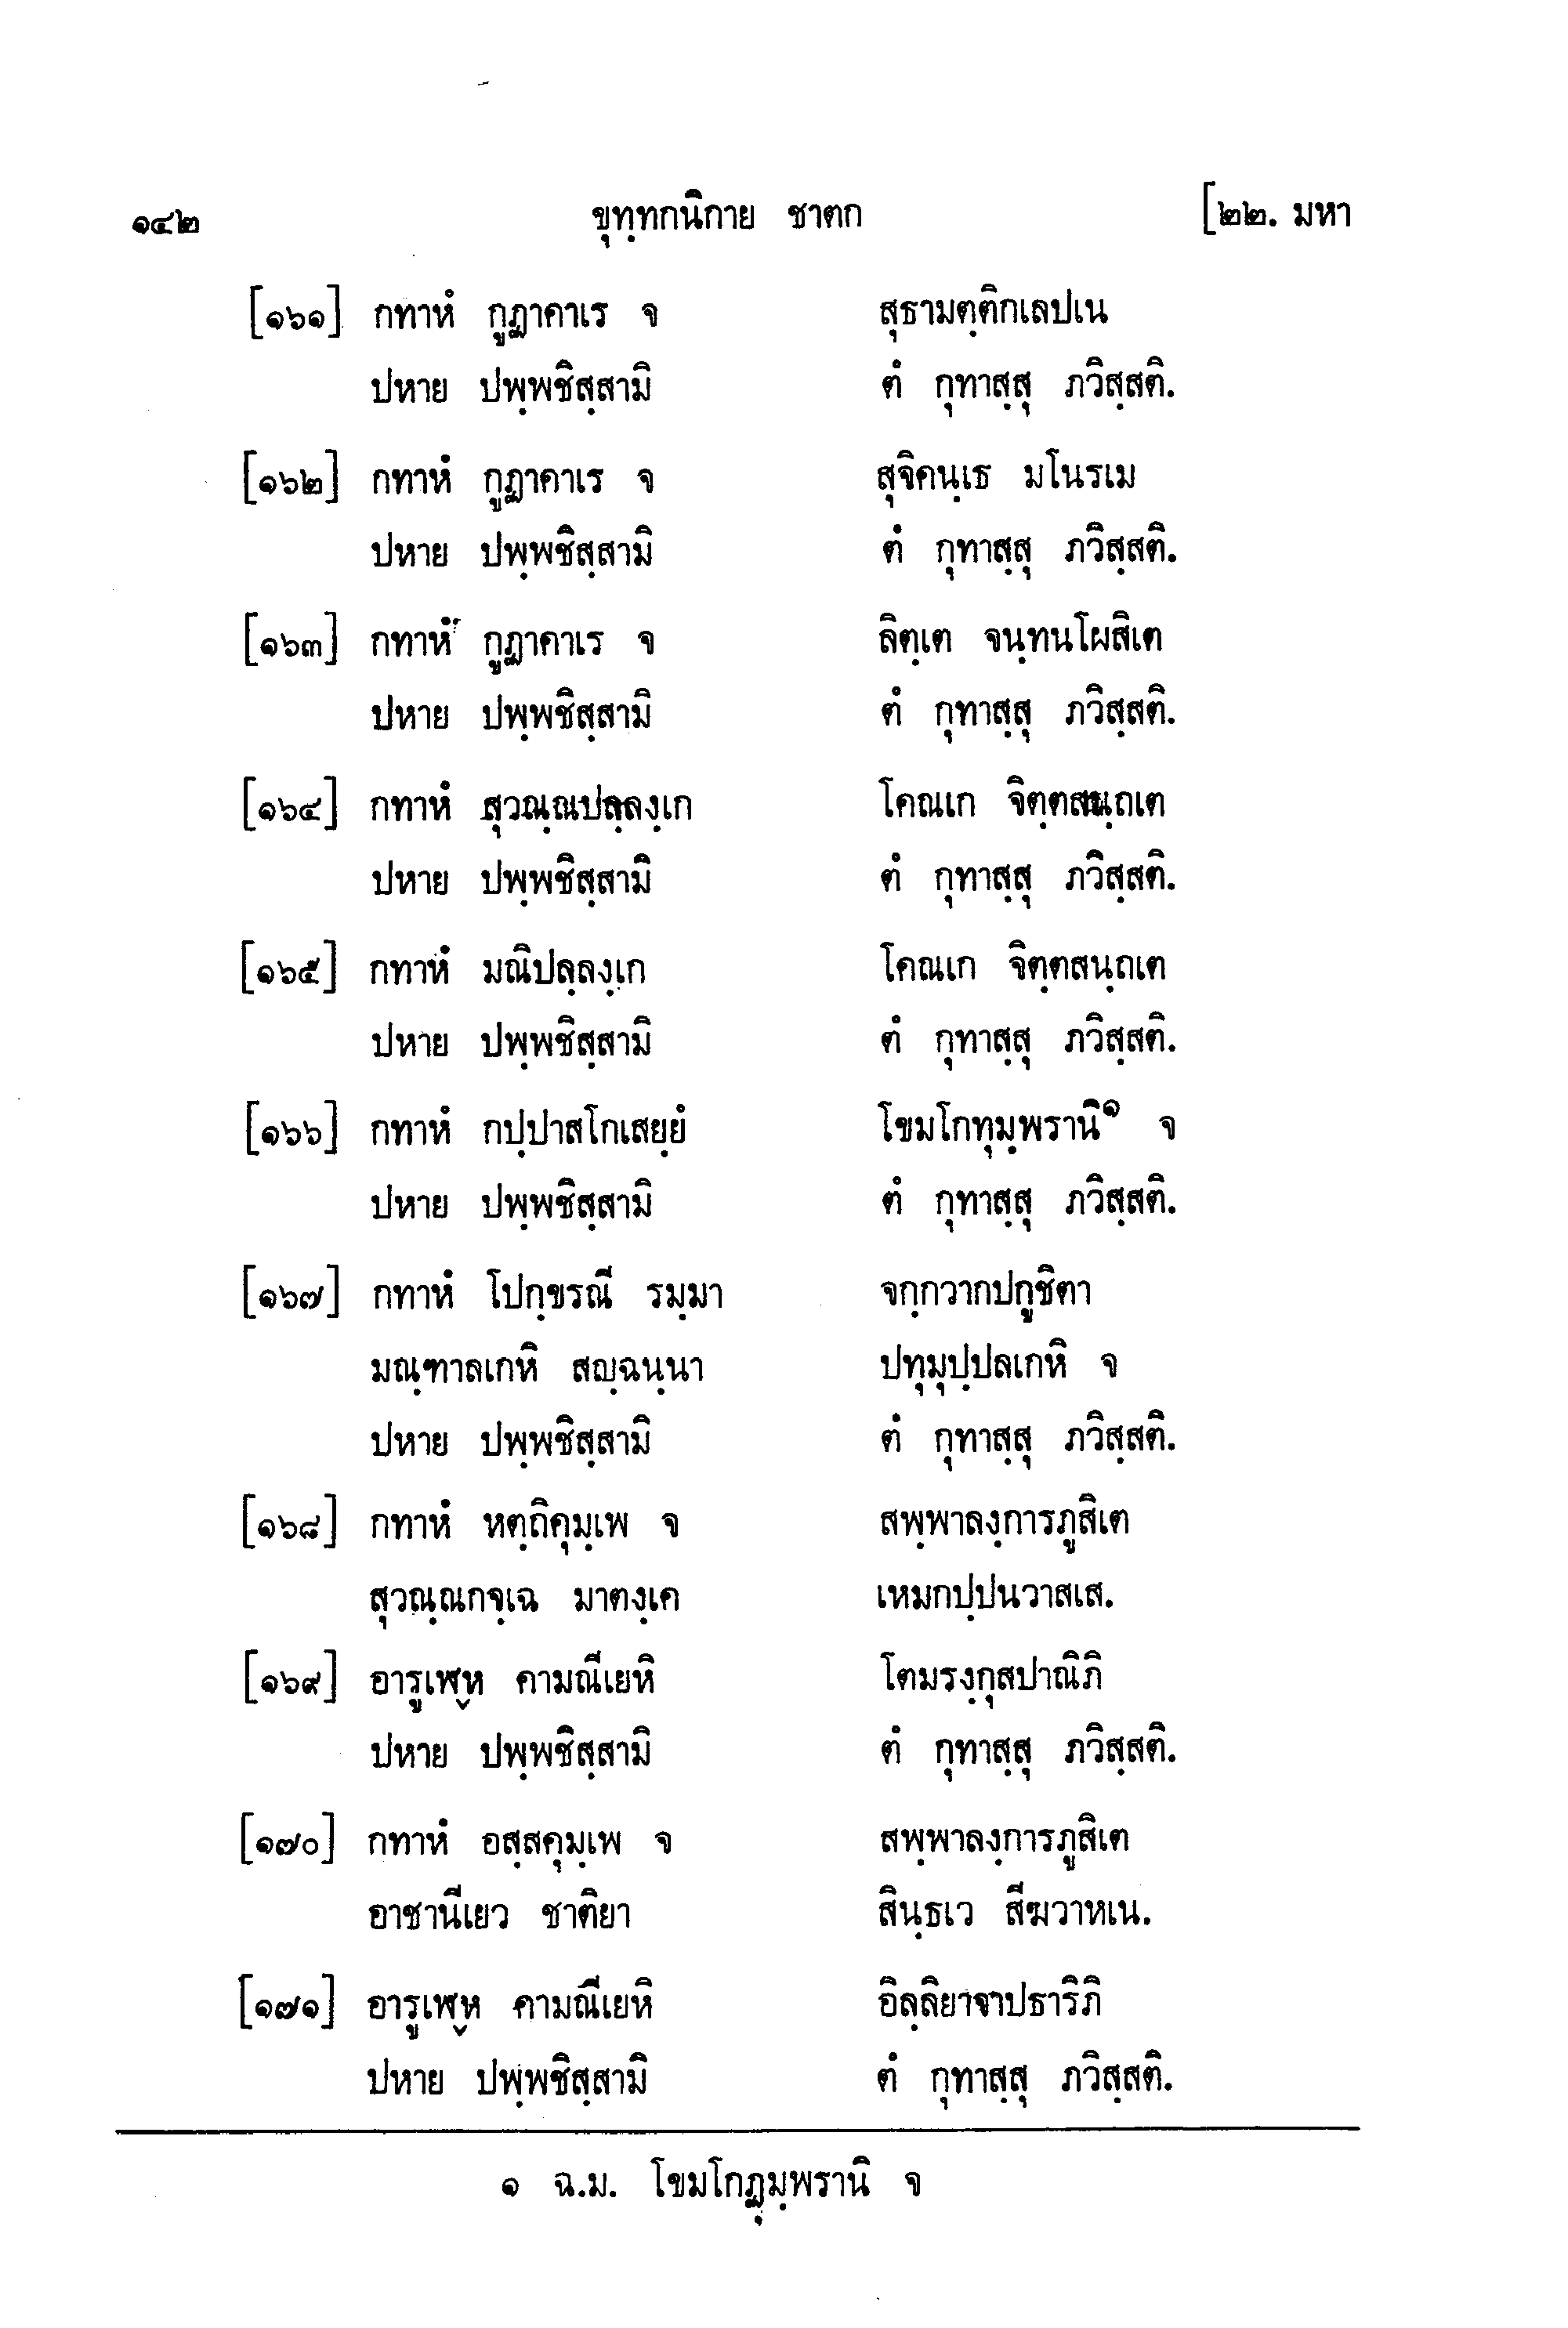 ๑๔๒ ขุทฺทกนิกาย ชาตก [๒๒. มหา
[๑๖๑] กทาหํ กูฏาคาเร จ สุธามตฺติกเลปเน
ปหาย ปพฺพชิสฺสามิ ตํ กุทาสฺสุ ภวิสฺสติ.
[๑๖๒] กทาหํ กูฏาคาเร จ สุจิคนฺเธ มโนรเม
ปหาย ปพฺพชิสฺสามิ ตํ กุทาสฺสุ ภวิสฺสติ.
[๑๖๓] กทาหํ กูฏาคาเร จ ลิตฺเต จนฺทนโผสิเต
ปหาย ปพฺพชิสฺสามิ ตํ กุทาสฺสุ ภวิสฺสติ.
[๑๖๔] กทาหํ สุวณฺณปลฺลงฺเก โคณเก จิตฺตสนฺถเต
ปหาย ปพฺพชิสฺสามิ ตํ กุทาสฺสุ ภวิสฺสติ.
[๑๖๕] กทาหํ มณิปลฺลงฺเก โคณเก จิตฺตสนฺถเต
ปหาย ปพฺพชิสฺสามิ ตํ กุทาสฺสุ ภวิสฺสติ.
[๑๖๖] กทาหํ กปฺปาสโกเสยฺยํ โขมโกทุมฺพรานิ๑ จ
ปหาย ปพฺพชิสฺสามิ ตํ กุทาสฺสุ ภวิสฺสติ.
[๑๖๗] กทาหํ โปกฺขรณี รมฺมา จกฺกวากปกูชิตา
มณฺฑาลเกหิ สญฺฉนฺนา ปทุมุปฺปลเกหิ จ
ปหาย ปพฺพชิสฺสามิ ตํ กุทาสฺสุ ภวิสฺสติ.
[๑๖๘] กทาหํ หตฺถิคุมฺเพ จ สพฺพาลงฺการภูสิเต
สุวณฺณกจฺเฉ มาตงฺเค เหมกปฺปนวาสเส.
[๑๖๙] อารูเฬฺห คามณีเยหิ โตมรงฺกุสปาณิภิ
ปหาย ปพฺพชิสฺสามิ ตํ กุทาสฺสุ ภวิสฺสติ.
[๑๗๐] กทาหํ อสฺสคุมฺเพ จ สพฺพาลงฺการภูสิเต
อาชานีเยว ชาติยา สินฺธเว สีฆวาหเน.
[๑๗๑] อารูเฬฺห คามณีเยหิ อิลฺลิยาจาปธาริภิ
ปหาย ปพฺพชิสฺสามิ ตํ กุทาสฺสุ ภวิสฺสติ.
๑ ฉ.ม. โขมโกฏุมฺพรานิ จ